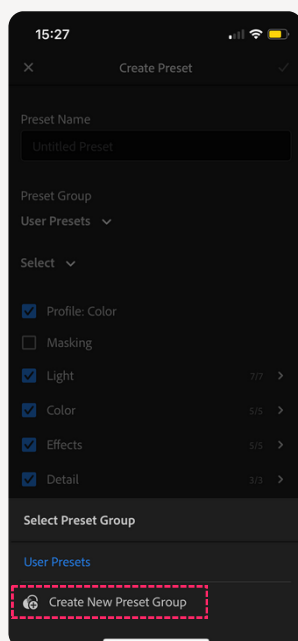 15:27
Create Preset
Preset Name
Untitled Preset
Preset Group
User Presets
Select
Profile: Color
Masking
Light 7/7
Color 5/5
Effects 5/5
Detail 3/3
Select Preset Group
User Presets
Create New Preset Group